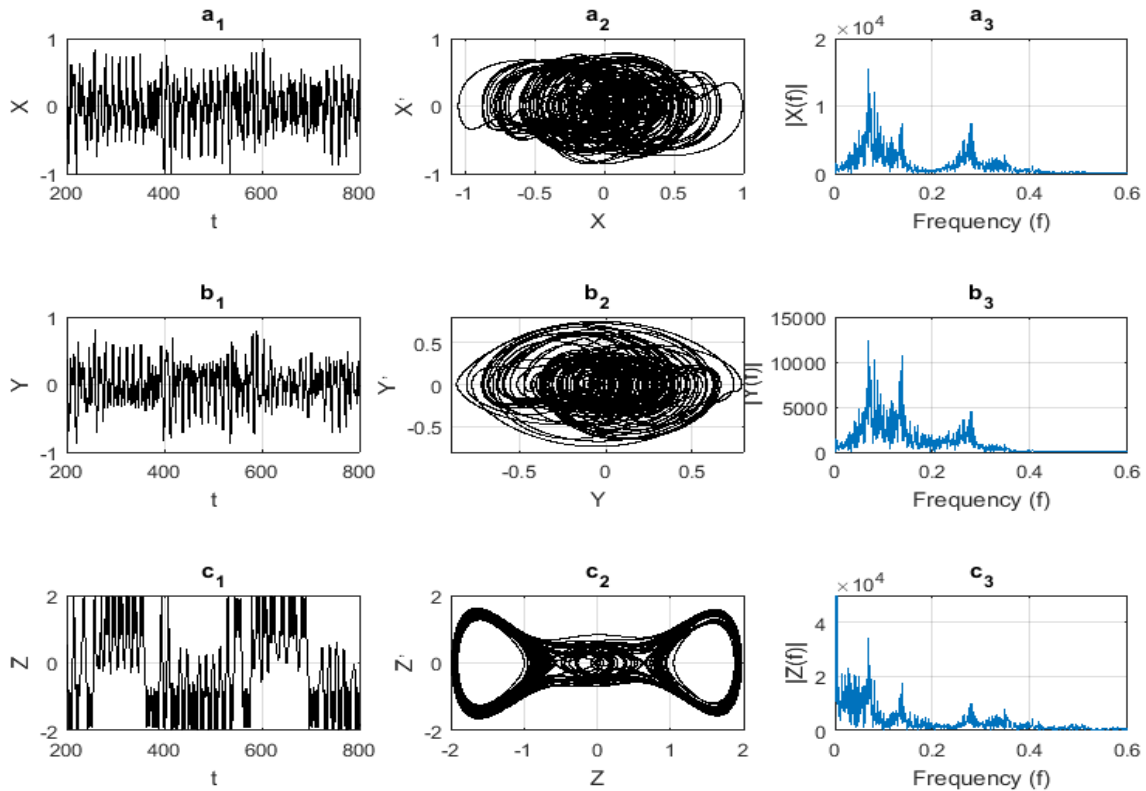 a1
1
0
-1
200 400 600 800
X
t
a2
1
0
-1
-1 -0.5 0 0.5 1
X'
X
a3
×10^4
2
1
0
0 0.2 0.4 0.6
|X(f)|
Frequency (f)
b1
1
0
-1
200 400 600 800
Y
t
b2
0.5
0
-0.5
-0.5 0 0.5
Y'
Y
b3
15000
10000
5000
0
0 0.2 0.4 0.6
|Y(f)|
Frequency (f)
c1
2
0
-2
200 400 600 800
Z
t
c2
2
0
-2
-2 -1 0 1 2
Z'
Z
c3
×10^4
4
2
0
0 0.2 0.4 0.6
|Z(f)|
Frequency (f)